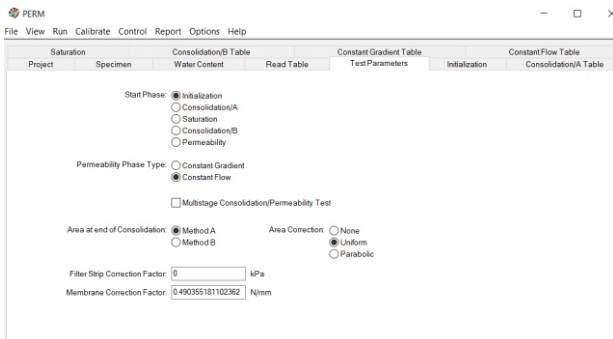 PERM
File View Run Calibrate Control Report Options Help
Saturation Consolidation/B Table Constant Gradient Table Constant Flow Table
Project Specimen Water Content Read Table Test Parameters Initialization Consolidation/A Table
Start Phase: Initialization
Consolidation/A
Saturation
Consolidation/B
Permeability
Permeability Phase Type: Constant Gradient
Constant Flow
Multistage Consolidation/Permeability Test
Area at end of Consolidation: Method A Area Correction: None
Method B Uniform
Parabolic
Filter Strip Correction Factor: 0 kPa
Membrane Correction Factor: 0.490355181102362 N/mm